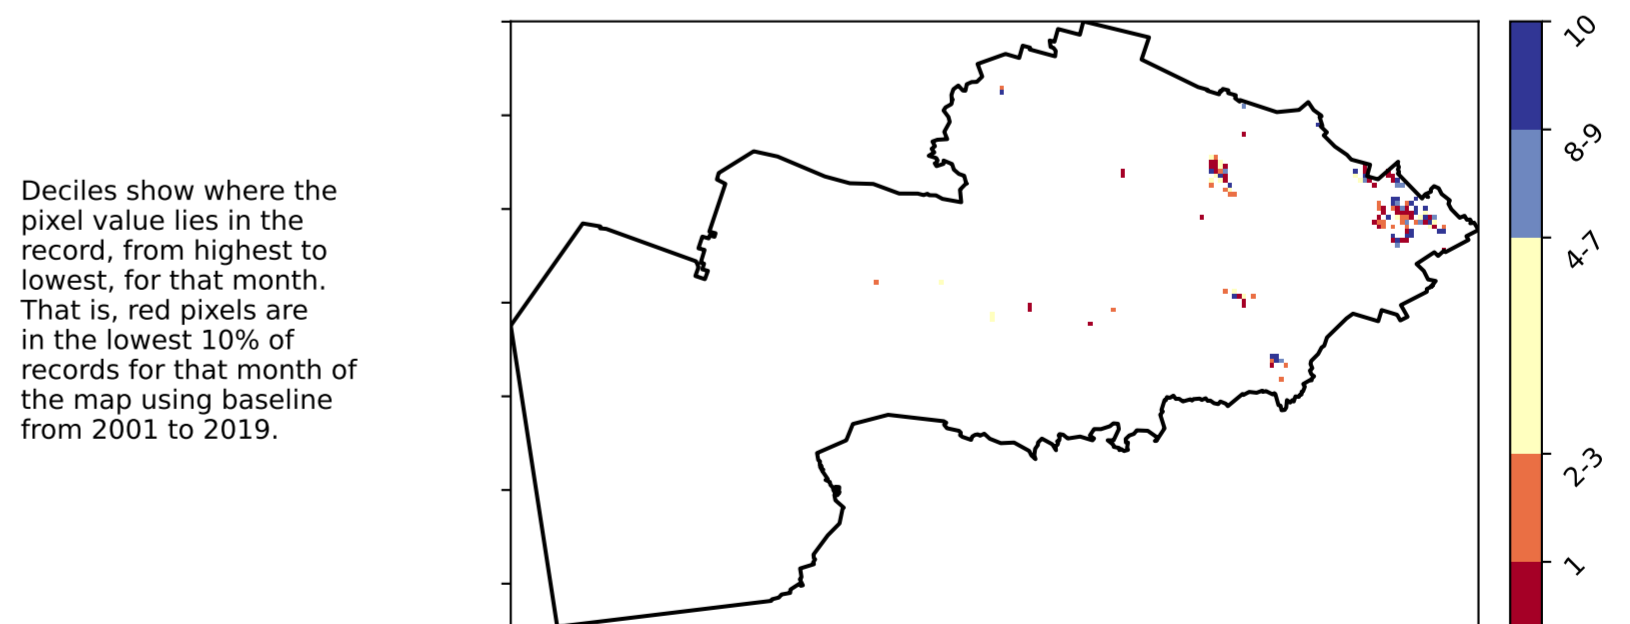 Deciles show where the
pixel value lies in the
record, from highest to
lowest, for that month.
That is, red pixels are
in the lowest 10% of
records for that month of
the map using baseline
from 2001 to 2019.
10
8-9
4-7
2-3
1